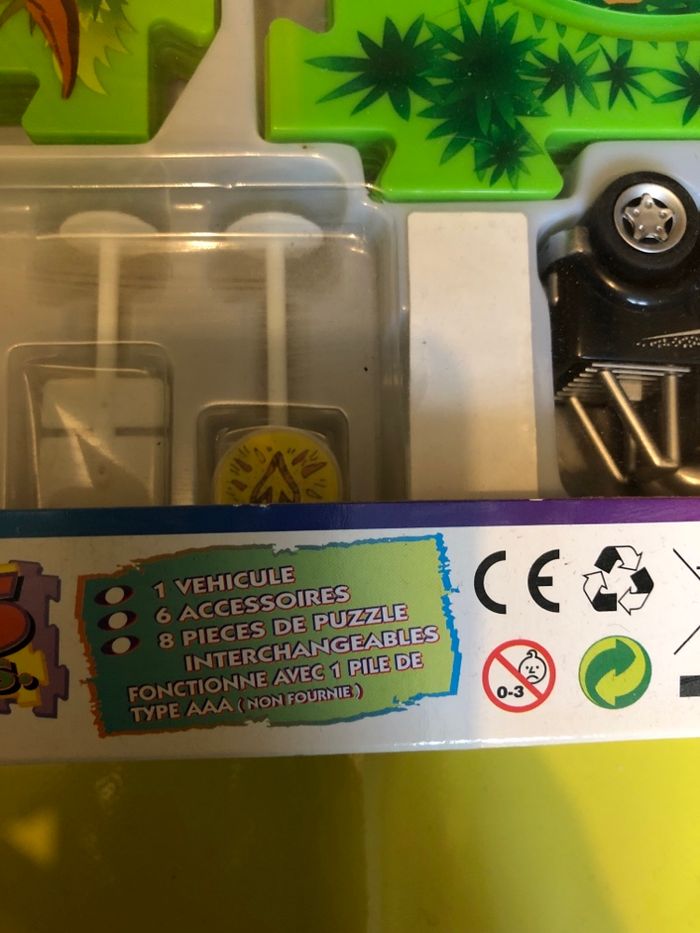 1 VEHICULE
6 ACCESSOIRES
8 PIECES DE PUZZLE
INTERCHANGEABLES
FONCTIONNE AVEC 1 PILE DE
TYPE AAA ( NON FOURNIE )
CE
0-3